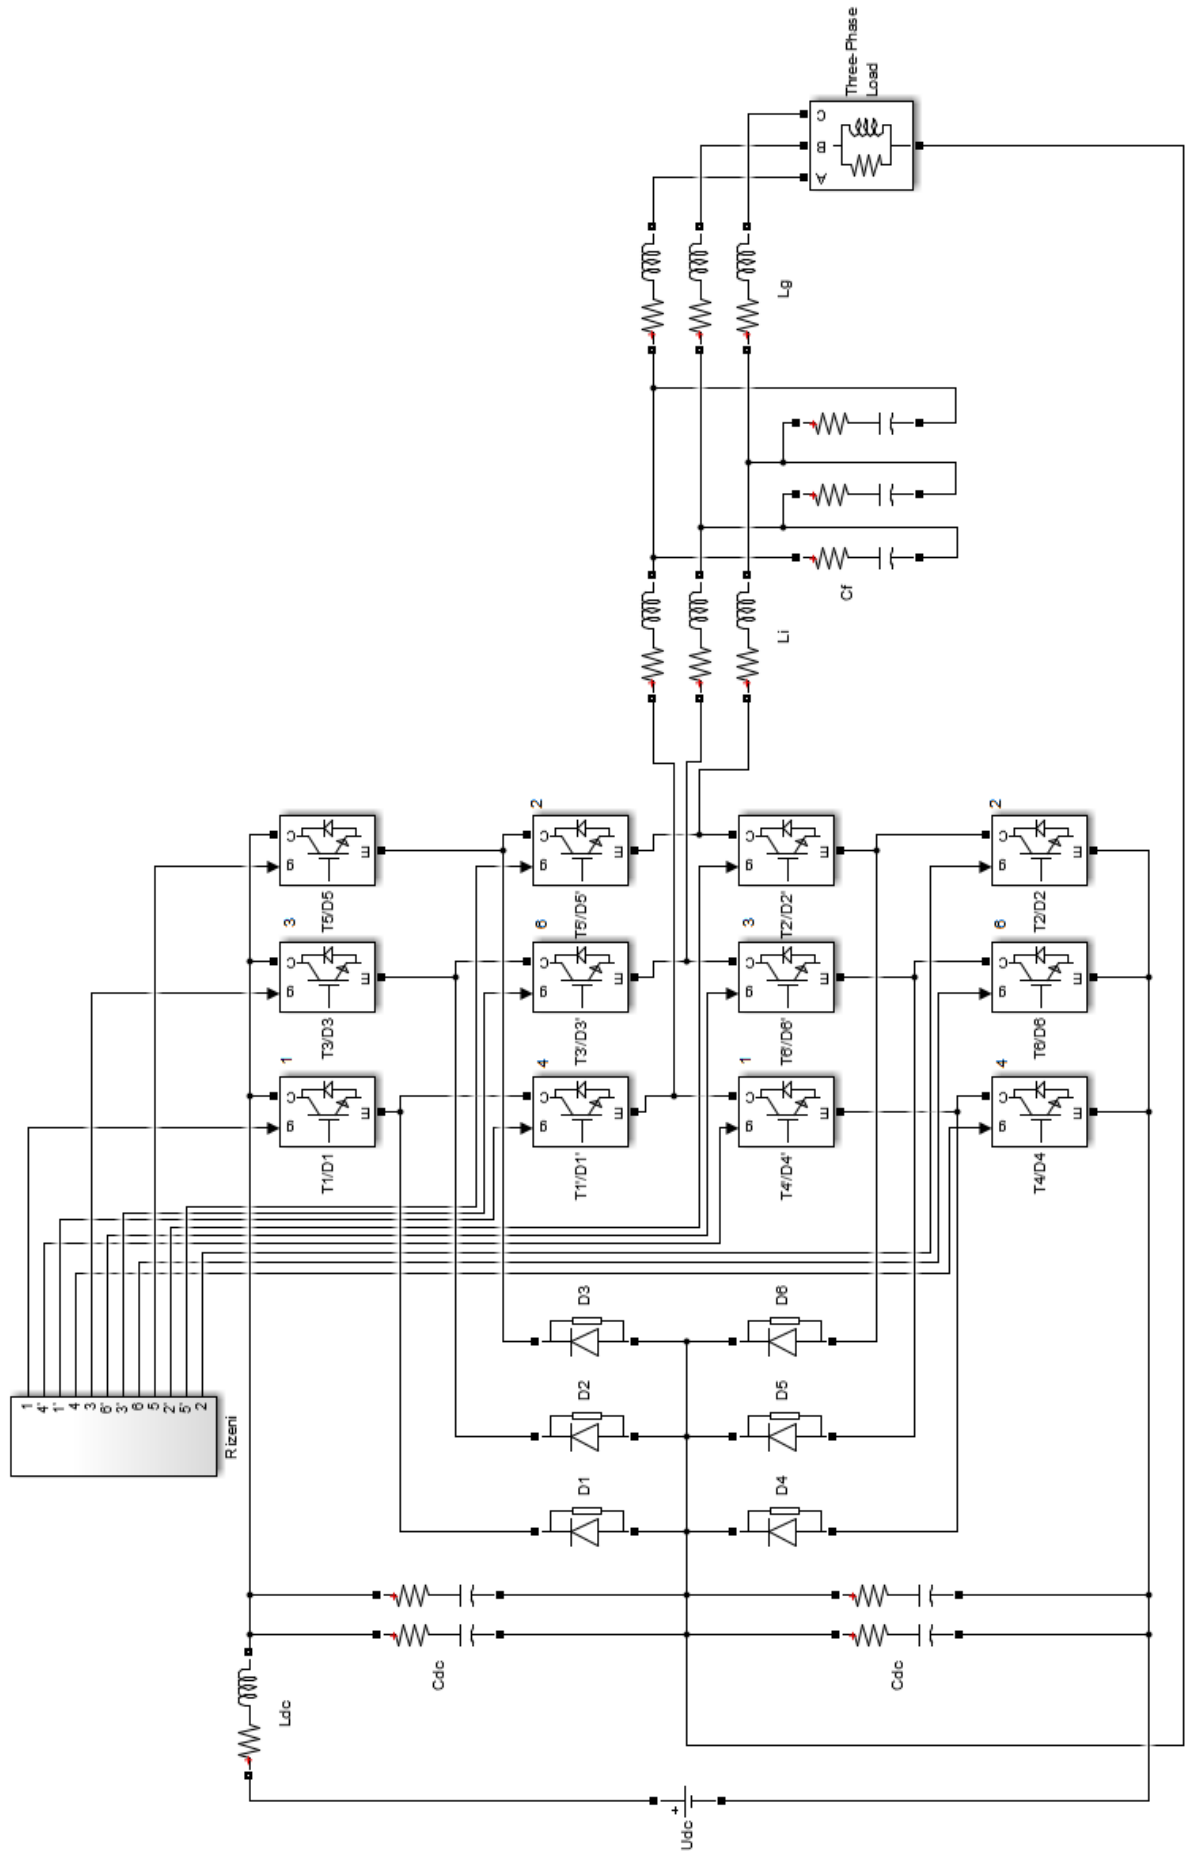 Three-Phase
Load
A
B
C
Lg
Cf
Li
g
C
E
T5/D5
2
g
C
E
T5'/D5'
g
C
E
T2'/D2'
2
g
C
E
T2/D2
3
g
C
E
T3/D3
6
g
C
E
T3'/D3'
3
g
C
E
T6'/D6'
6
g
C
E
T6/D6
1
g
C
E
T1/D1
4
g
C
E
T1'/D1'
1
g
C
E
T4'/D4'
4
g
C
E
T4/D4
D3
D6
D2
D5
D1
D4
1
4'
1'
4
3
6'
3'
6
5
2'
5'
2
Rizeni
Cdc
Cdc
Ldc
+
Udc